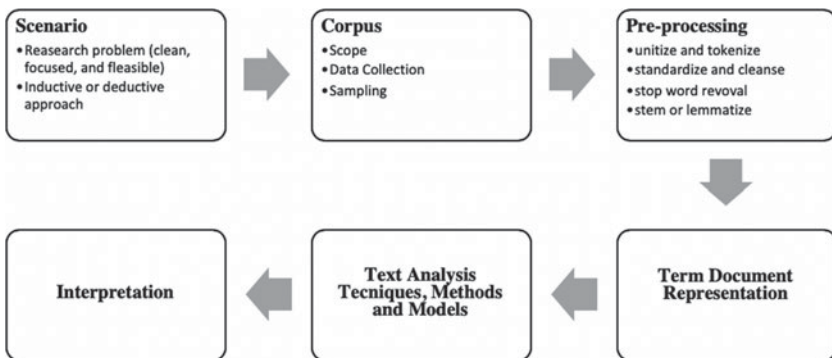 Scenario
•Reasearch problem (clean,
focused, and fleasible)
•Inductive or deductive
approach
Corpus
•Scope
•Data Collection
•Sampling
Pre-processing
•unitize and tokenize
•standardize and cleanse
•stop word revoval
•stem or lemmatize
Term Document
Representation
Text Analysis
Tecniques, Methods
and Models
Interpretation